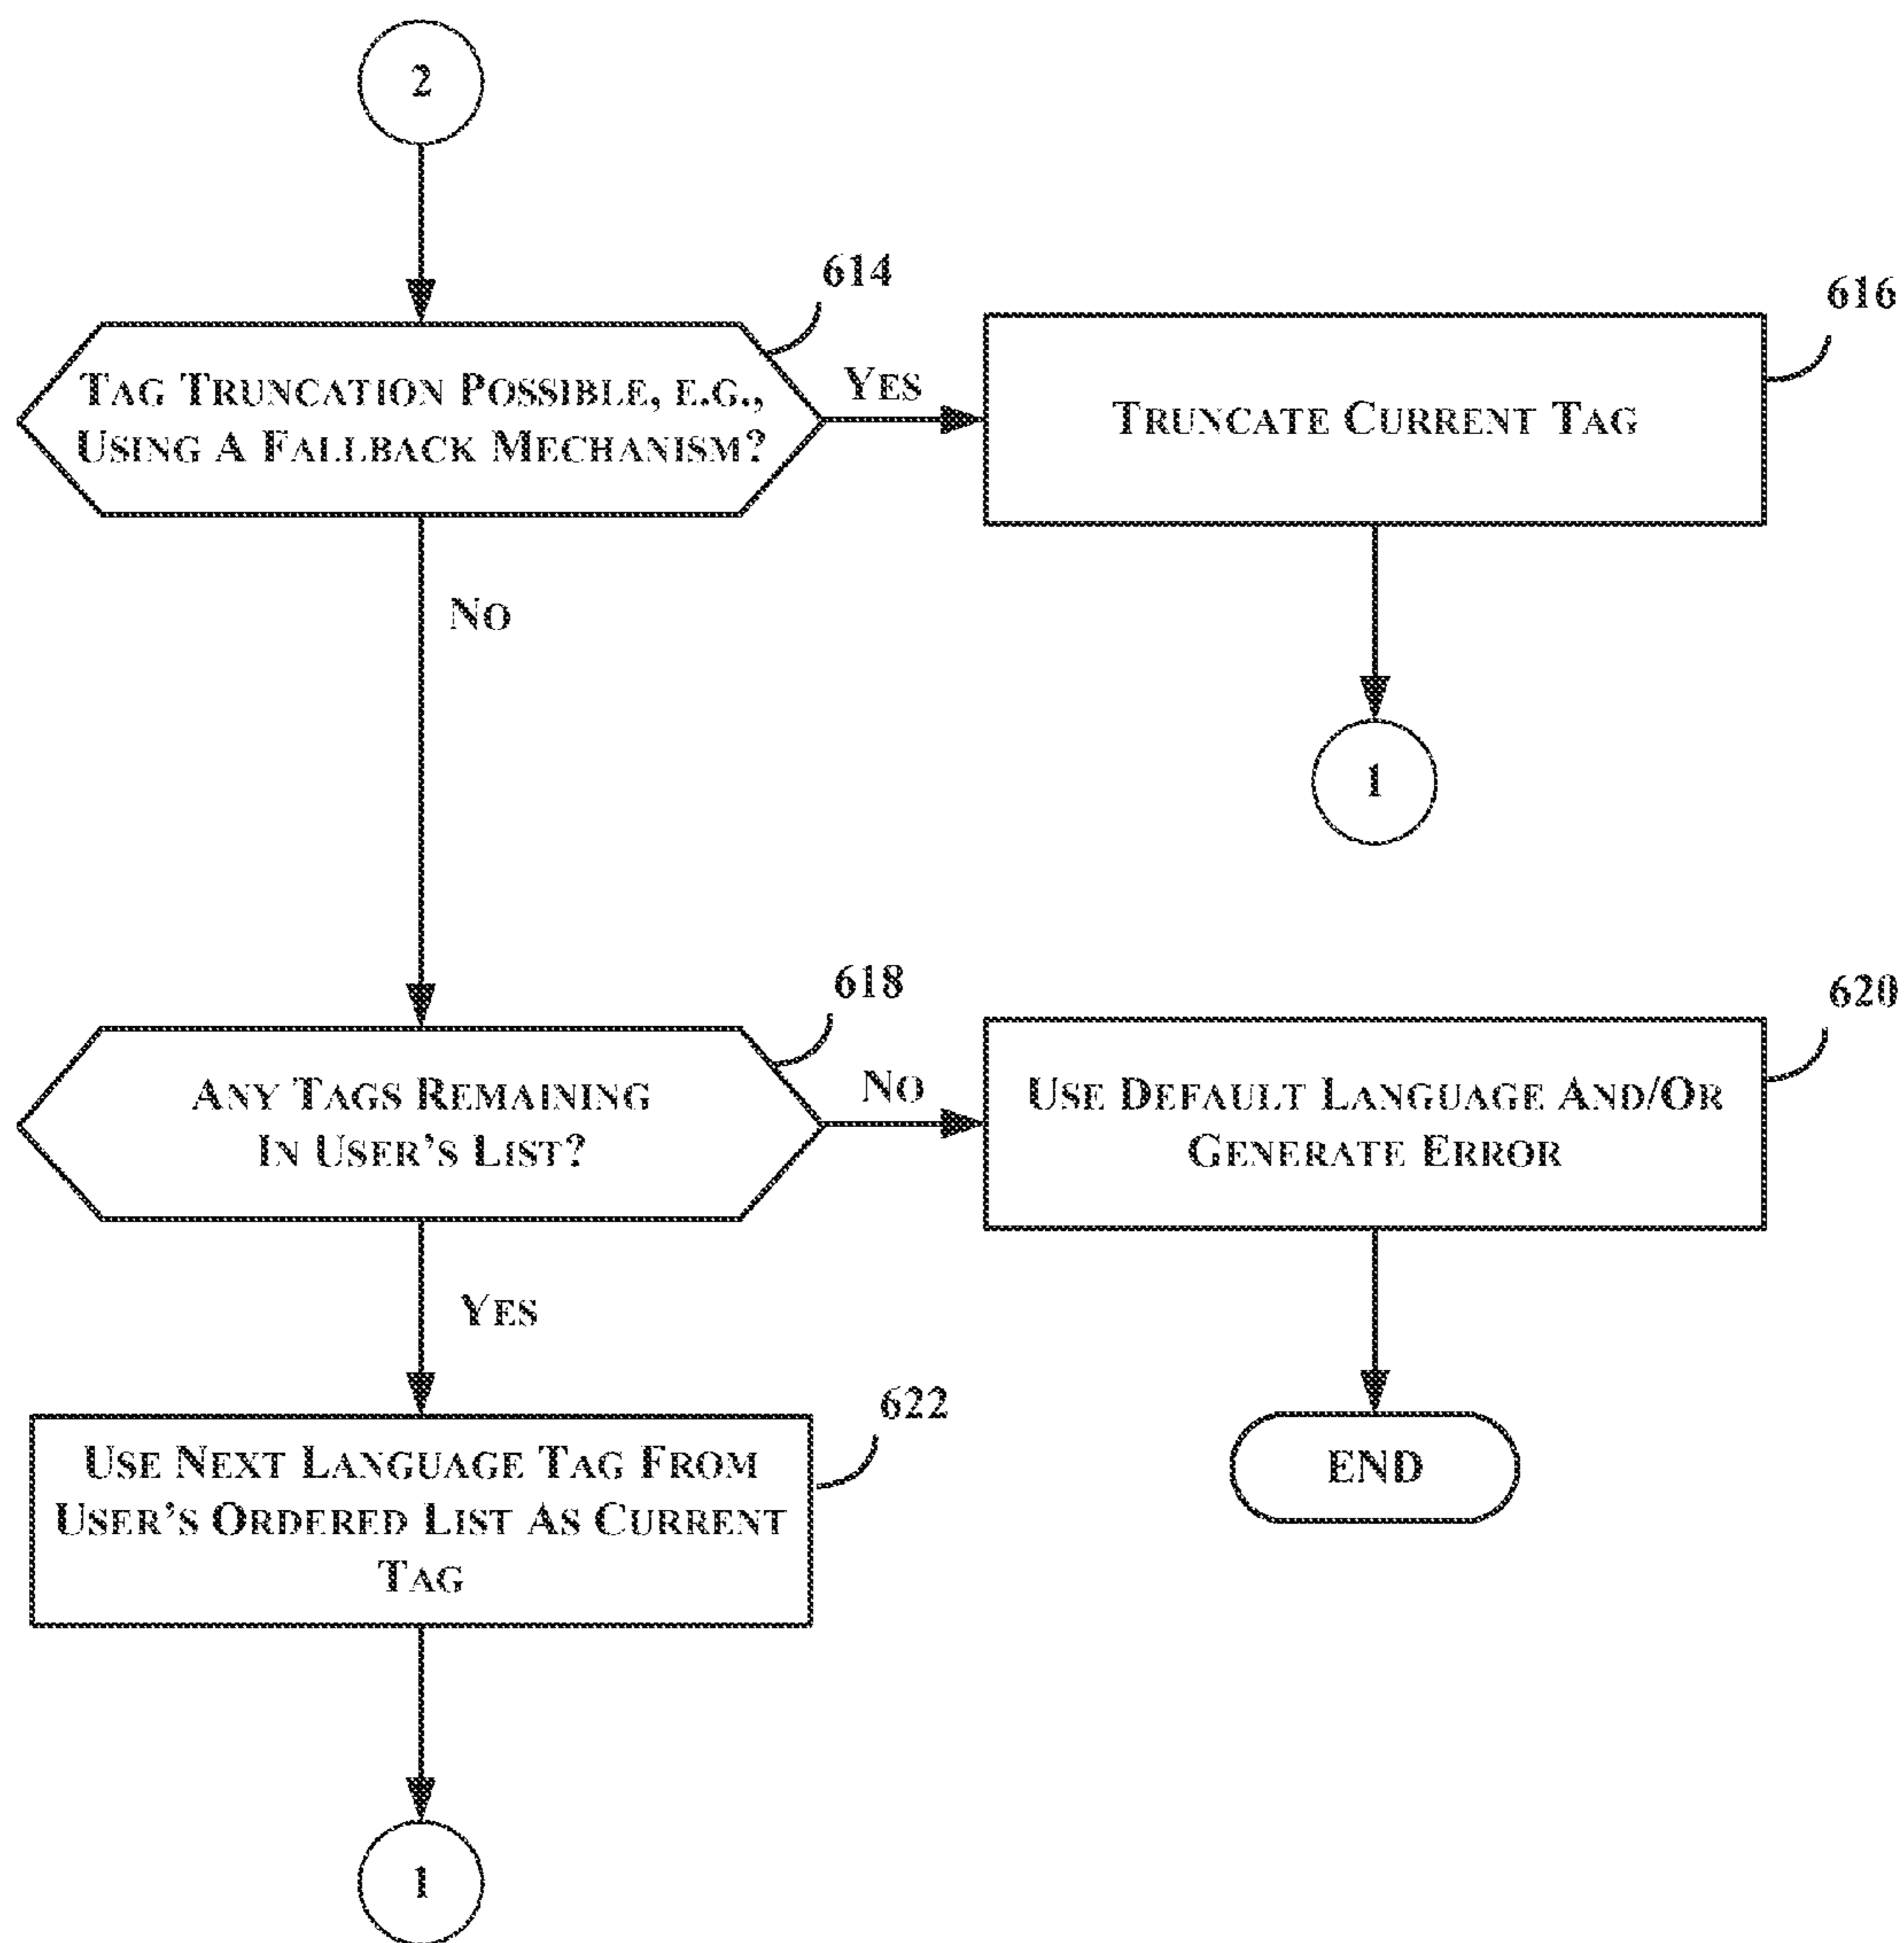 2
614
TAG TRUNCATION POSSIBLE, E.G.,
USING A FALLBACK MECHANISM?
YES
616
TRUNCATE CURRENT TAG
NO
1
618
ANY TAGS REMAINING
IN USER'S LIST?
NO
620
USE DEFAULT LANGUAGE AND/OR
GENERATE ERROR
YES
622
USE NEXT LANGUAGE TAG FROM
USER'S ORDERED LIST AS CURRENT
TAG
END
1